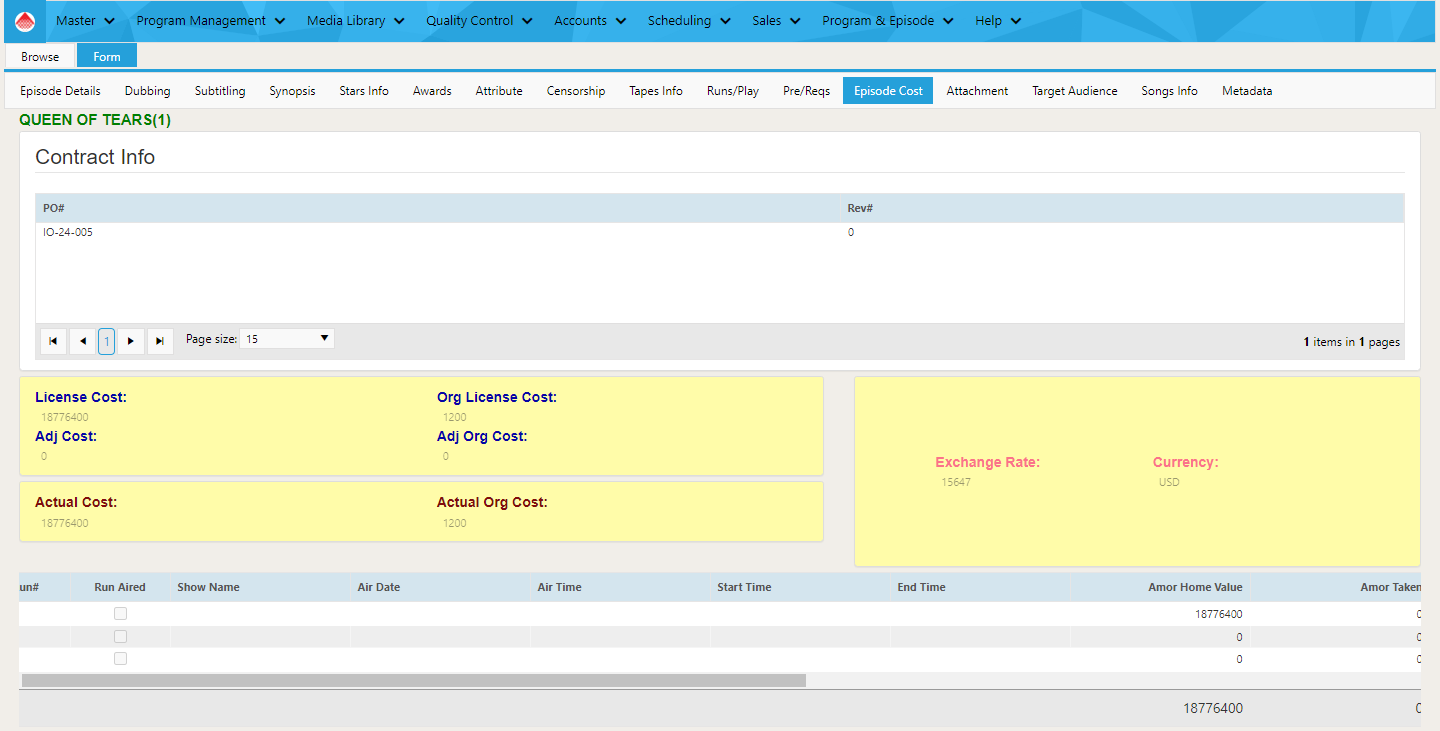 Master Program Management Media Library Quality Control Accounts Scheduling Sales Program & Episode Help
Browse Form
Episode Details Dubbing Subtitling Synopsis Stars Info Awards Attribute Censorship Tapes Info Runs/Play Pre/Reqs Episode Cost Attachment Target Audience Songs Info Metadata
QUEEN OF TEARS(1)
Contract Info
PO# Rev#
IO-24-005 0
1 Page size: 15 1 items in 1 pages
License Cost: Org License Cost:
18776400 1200
Adj Cost: Adj Org Cost:
0 0
Exchange Rate: Currency:
15647 USD
Actual Cost: Actual Org Cost:
18776400 1200
un# Run Aired Show Name Air Date Air Time Start Time End Time Amor Home Value Amor Taken
18776400 0
0 0
0 0
18776400 0